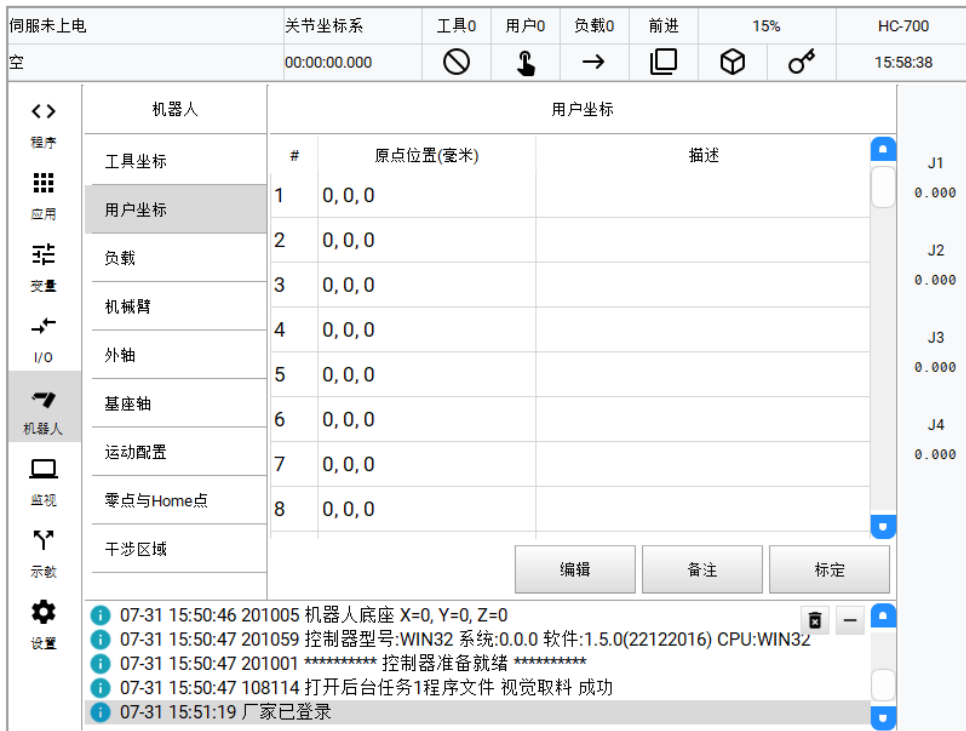 伺服未上电 关节坐标系 工具0 用户0 负载0 前进 15% HC-700
空 00:00:00.000 15:58:38
程序
应用
变量
I/O
机器人
监视
示教
设置
机器人
工具坐标
用户坐标
负载
机械臂
外轴
基座轴
运动配置
零点与Home点
干涉区域
用户坐标
# 原点位置(毫米) 描述
1 0, 0, 0
2 0, 0, 0
3 0, 0, 0
4 0, 0, 0
5 0, 0, 0
6 0, 0, 0
7 0, 0, 0
8 0, 0, 0
编辑 备注 标定
J1
0.000
J2
0.000
J3
0.000
J4
0.000
07-31 15:50:46 201005 机器人底座 X=0, Y=0, Z=0
07-31 15:50:47 201059 控制器型号:WIN32 系统:0.0.0 软件:1.5.0(22122016) CPU:WIN32
07-31 15:50:47 201001 ********** 控制器准备就绪 **********
07-31 15:50:47 108114 打开后台任务1程序文件 视觉取料 成功
07-31 15:51:19 厂家已登录